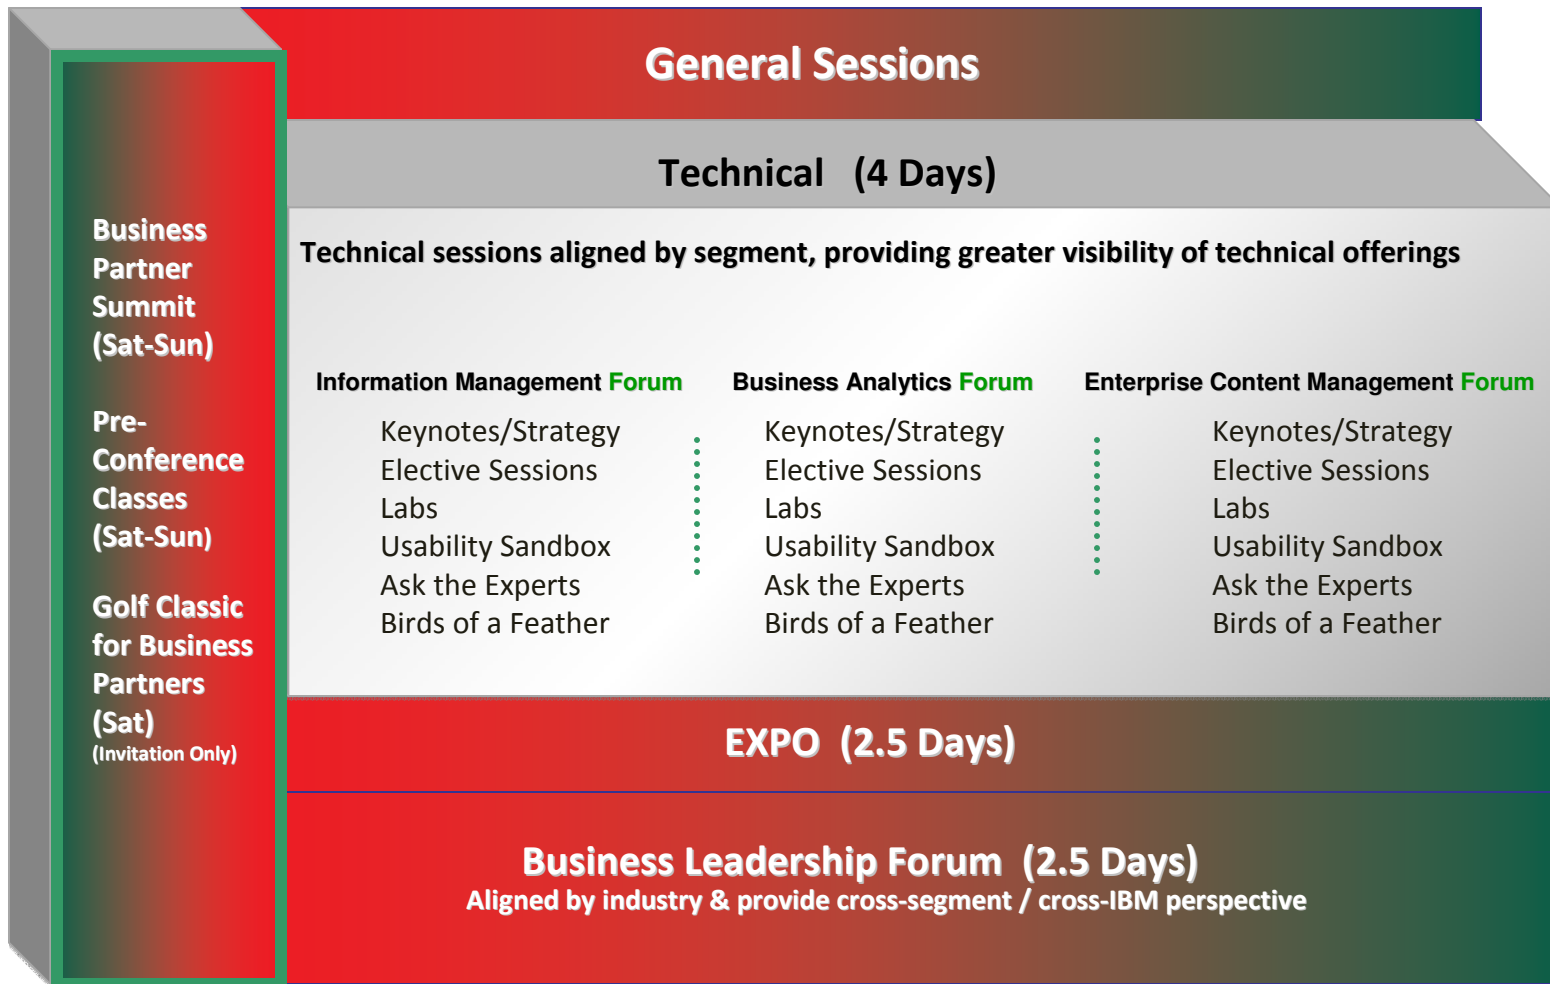 General Sessions
Technical (4 Days)
Business
Partner
Summit
(Sat-Sun)
Pre-
Conference
Classes
(Sat-Sun)
Golf Classic
for Business
Partners
(Sat)
(Invitation Only)
Technical sessions aligned by segment, providing greater visibility of technical offerings
Information Management Forum
Keynotes/Strategy
Elective Sessions
Labs
Usability Sandbox
Ask the Experts
Birds of a Feather
Business Analytics Forum
Keynotes/Strategy
Elective Sessions
Labs
Usability Sandbox
Ask the Experts
Birds of a Feather
Enterprise Content Management Forum
Keynotes/Strategy
Elective Sessions
Labs
Usability Sandbox
Ask the Experts
Birds of a Feather
EXPO (2.5 Days)
Business Leadership Forum (2.5 Days)
Aligned by industry & provide cross-segment / cross-IBM perspective